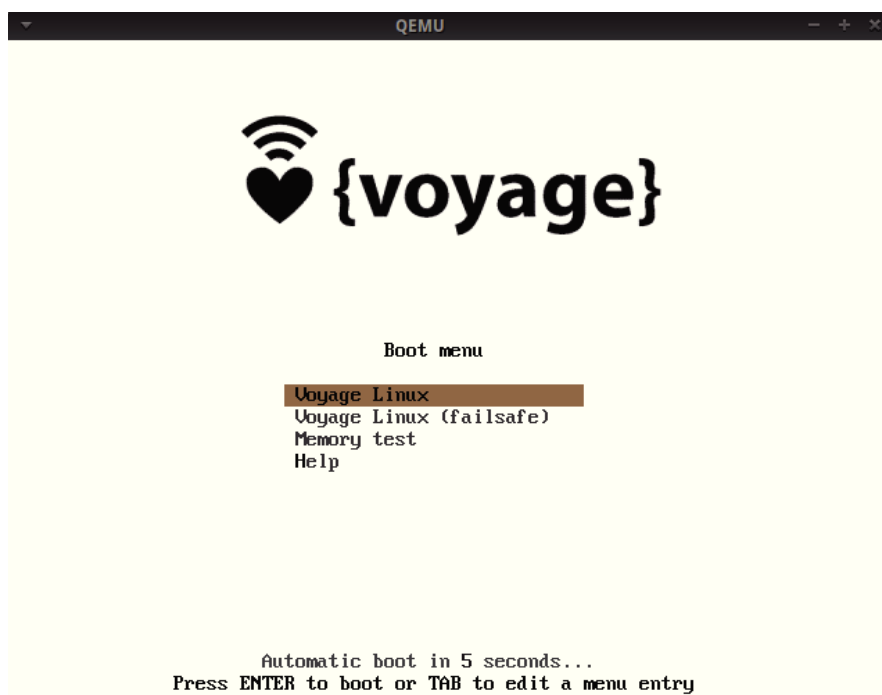 QEMU
{voyage}
Boot menu
Voyage Linux
Voyage Linux (failsafe)
Memory test
Help
Automatic boot in 5 seconds...
Press ENTER to boot or TAB to edit a menu entry